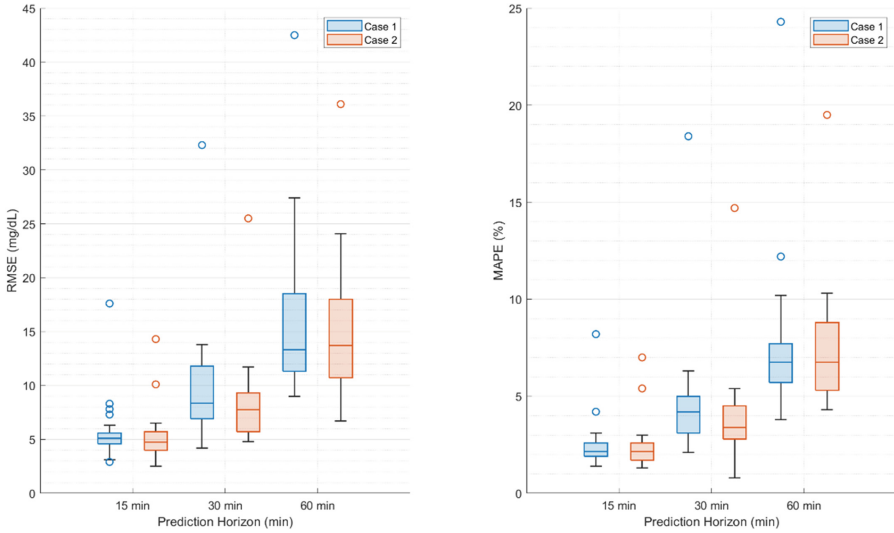 45
40
35
30
25
20
15
10
5
0
RMSE (mg/dL)
Case 1
Case 2
15 min
30 min
60 min
Prediction Horizon (min)
25
20
15
10
5
0
MAPE (%)
Case 1
Case 2
15 min
30 min
60 min
Prediction Horizon (min)